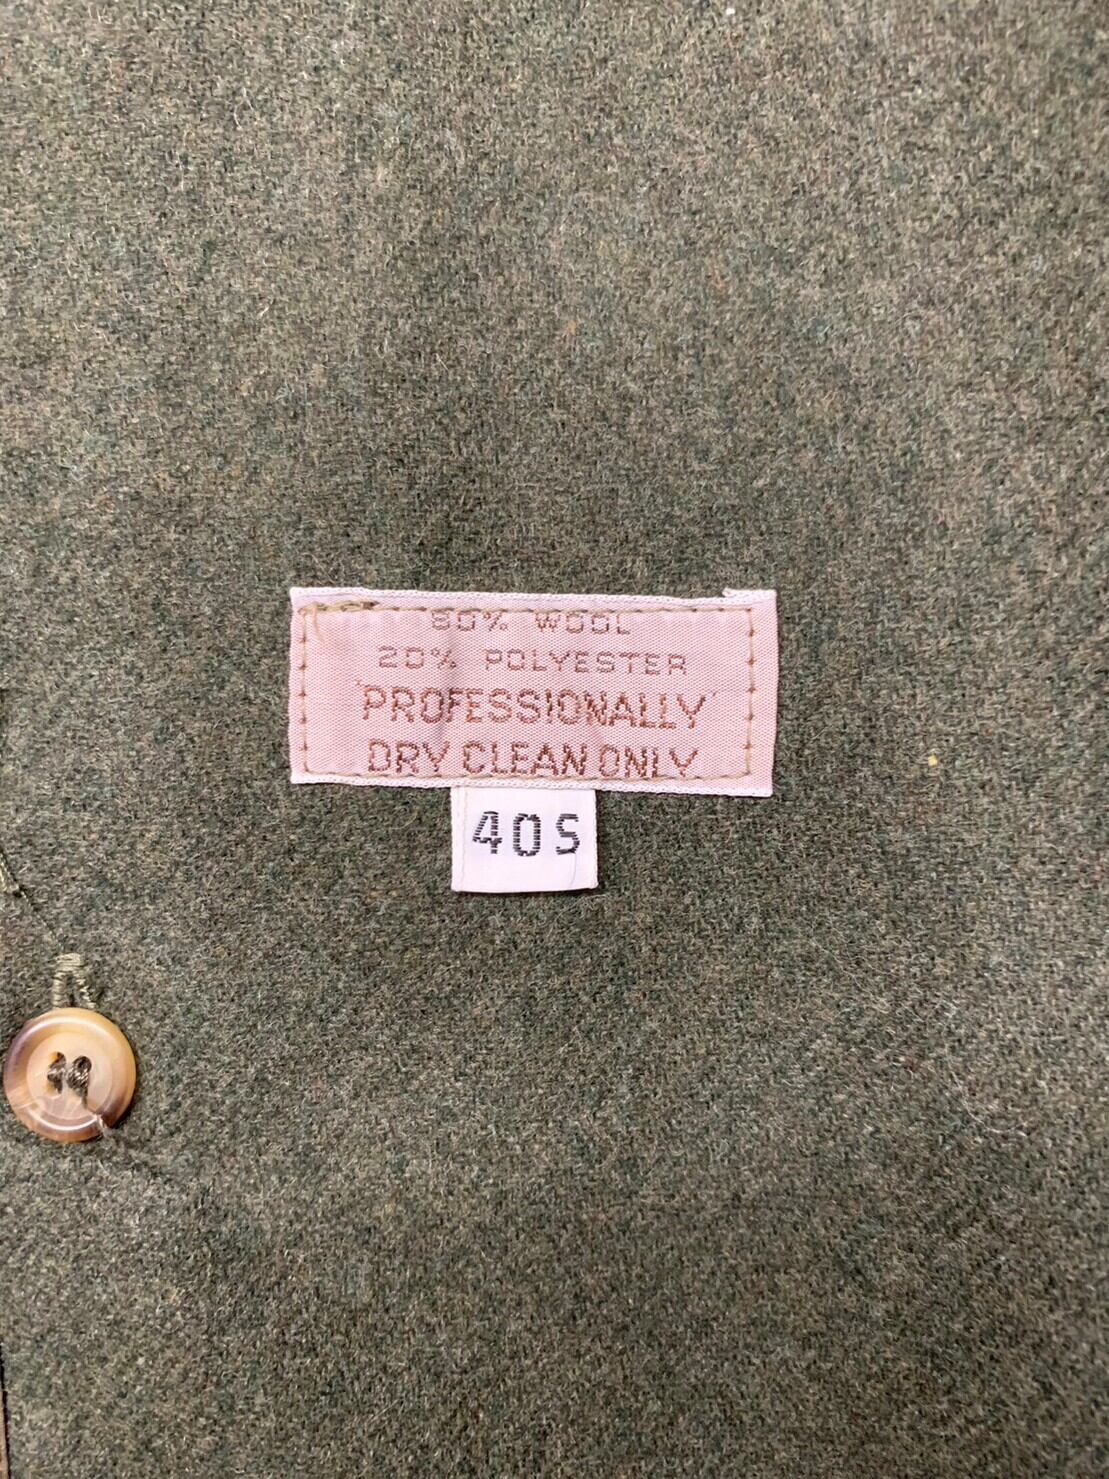 80% WOOL
20% POLYESTER
"PROFESSIONALLY"
DRY CLEAN ONLY
40S